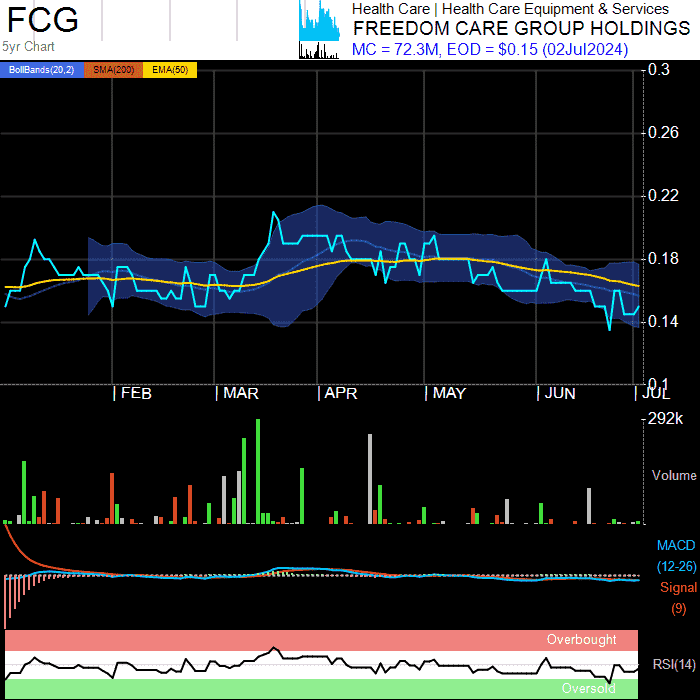 FCG
5yr Chart
Health Care | Health Care Equipment & Services
FREEDOM CARE GROUP HOLDINGS
MC = 72.3M, EOD = $0.15 (02Jul2024)
BollBands(20,2) SMA(200) EMA(50)
0.3
0.26
0.22
0.18
0.14
0.1
FEB MAR APR MAY JUN JUL
292k
Volume
MACD
(12-26)
Signal
(9)
Overbought
RSI(14)
Oversold